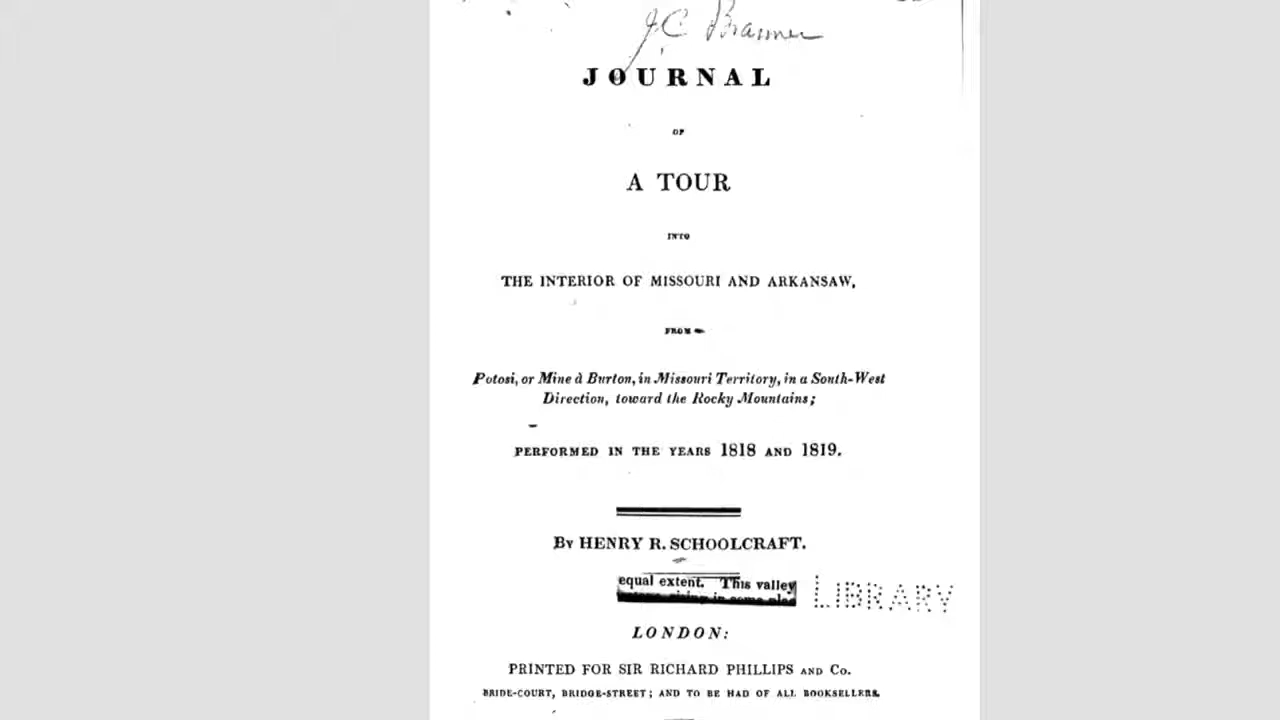 J C Branner
JOURNAL
OF
A TOUR
INTO
THE INTERIOR OF MISSOURI AND ARKANSAW,
FROM
Potosi, or Mine à Burton, in Missouri Territory, in a South-West
Direction, toward the Rocky Mountains;
PERFORMED IN THE YEARS 1818 AND 1819.
By HENRY R. SCHOOLCRAFT.
equal extent. This valley
LIBRARY
LONDON:
PRINTED FOR SIR RICHARD PHILLIPS AND Co.
BRIDE-COURT, BRIDGE-STREET; AND TO BE HAD OF ALL BOOKSELLERS.